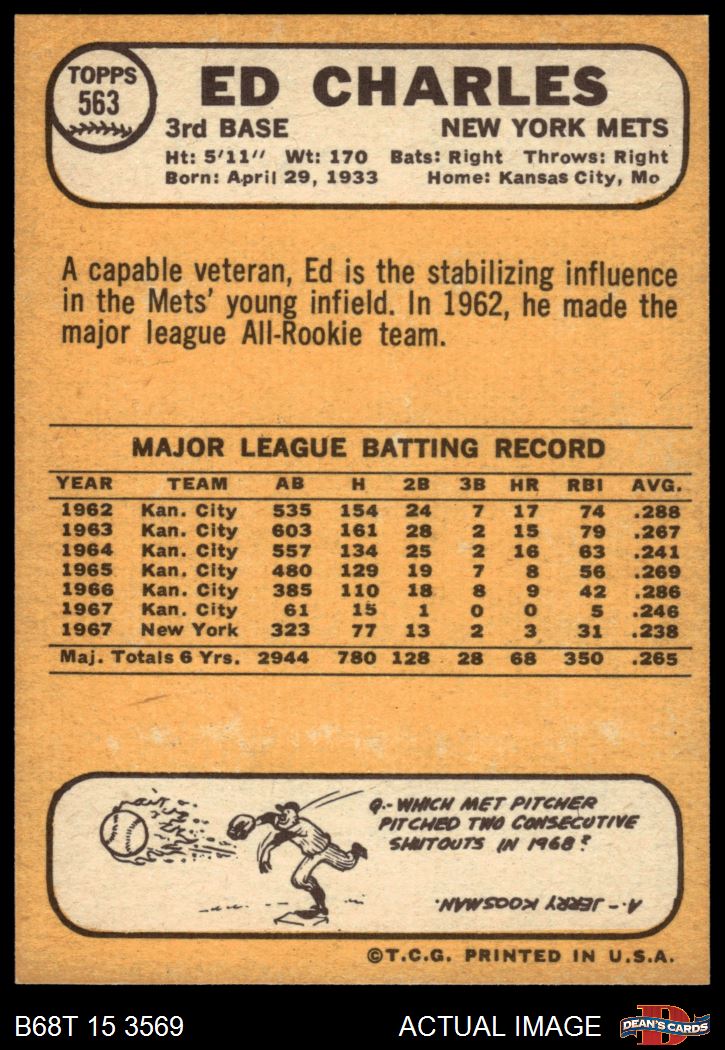 TOPPS
563
ED CHARLES
3rd BASE NEW YORK METS
Ht: 5'11" Wt: 170 Bats: Right Throws: Right
Born: April 29, 1933 Home: Kansas City, Mo
A capable veteran, Ed is the stabilizing influence
in the Mets' young infield. In 1962, he made the
major league All-Rookie team.
MAJOR LEAGUE BATTING RECORD
YEAR TEAM AB H 2B 3B HR RBI AVG.
1962 Kan. City 535 154 24 7 17 74 .288
1963 Kan. City 603 161 28 2 15 79 .267
1964 Kan. City 557 134 25 2 16 63 .241
1965 Kan. City 480 129 19 7 8 56 .269
1966 Kan. City 385 110 18 8 9 42 .286
1967 Kan. City 61 15 1 0 0 5 .246
1967 New York 323 77 13 2 3 31 .238
Maj. Totals 6 Yrs. 2944 780 128 28 68 350 .265
Q.- WHICH MET PITCHER
PITCHED TWO CONSECUTIVE
SHUTOUTS IN 1968?
A.- JERRY KOOSMAN.
©T.C.G. PRINTED IN U.S.A.
B68T 15 3569 ACTUAL IMAGE
D
DEAN'S CARDS